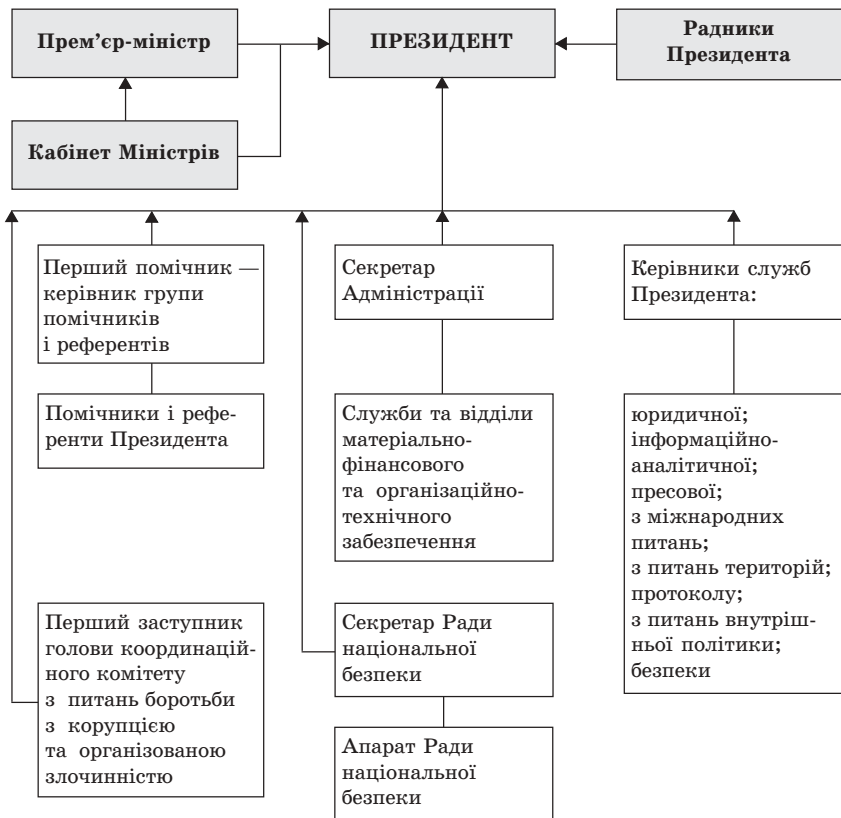 Прем’єр-міністр
ПРЕЗИДЕНТ
Радники
Президента
Кабінет Міністрів
Перший помічник —
керівник групи
помічників
і референтів
Секретар
Адміністрації
Керівники служб
Президента:
Помічники і рефе-
ренти Президента
Служби та відділи
матеріально-
фінансового
та організаційно-
технічного
забезпечення
юридичної;
інформаційно-
аналітичної;
пресової;
з міжнародних
питань;
з питань територій;
протоколу;
з питань внутріш-
ньої політики;
безпеки
Перший заступник
голови координацій-
ного комітету
з питань боротьби
з корупцією
та організованою
злочинністю
Секретар Ради
національної
безпеки
Апарат Ради
національної
безпеки